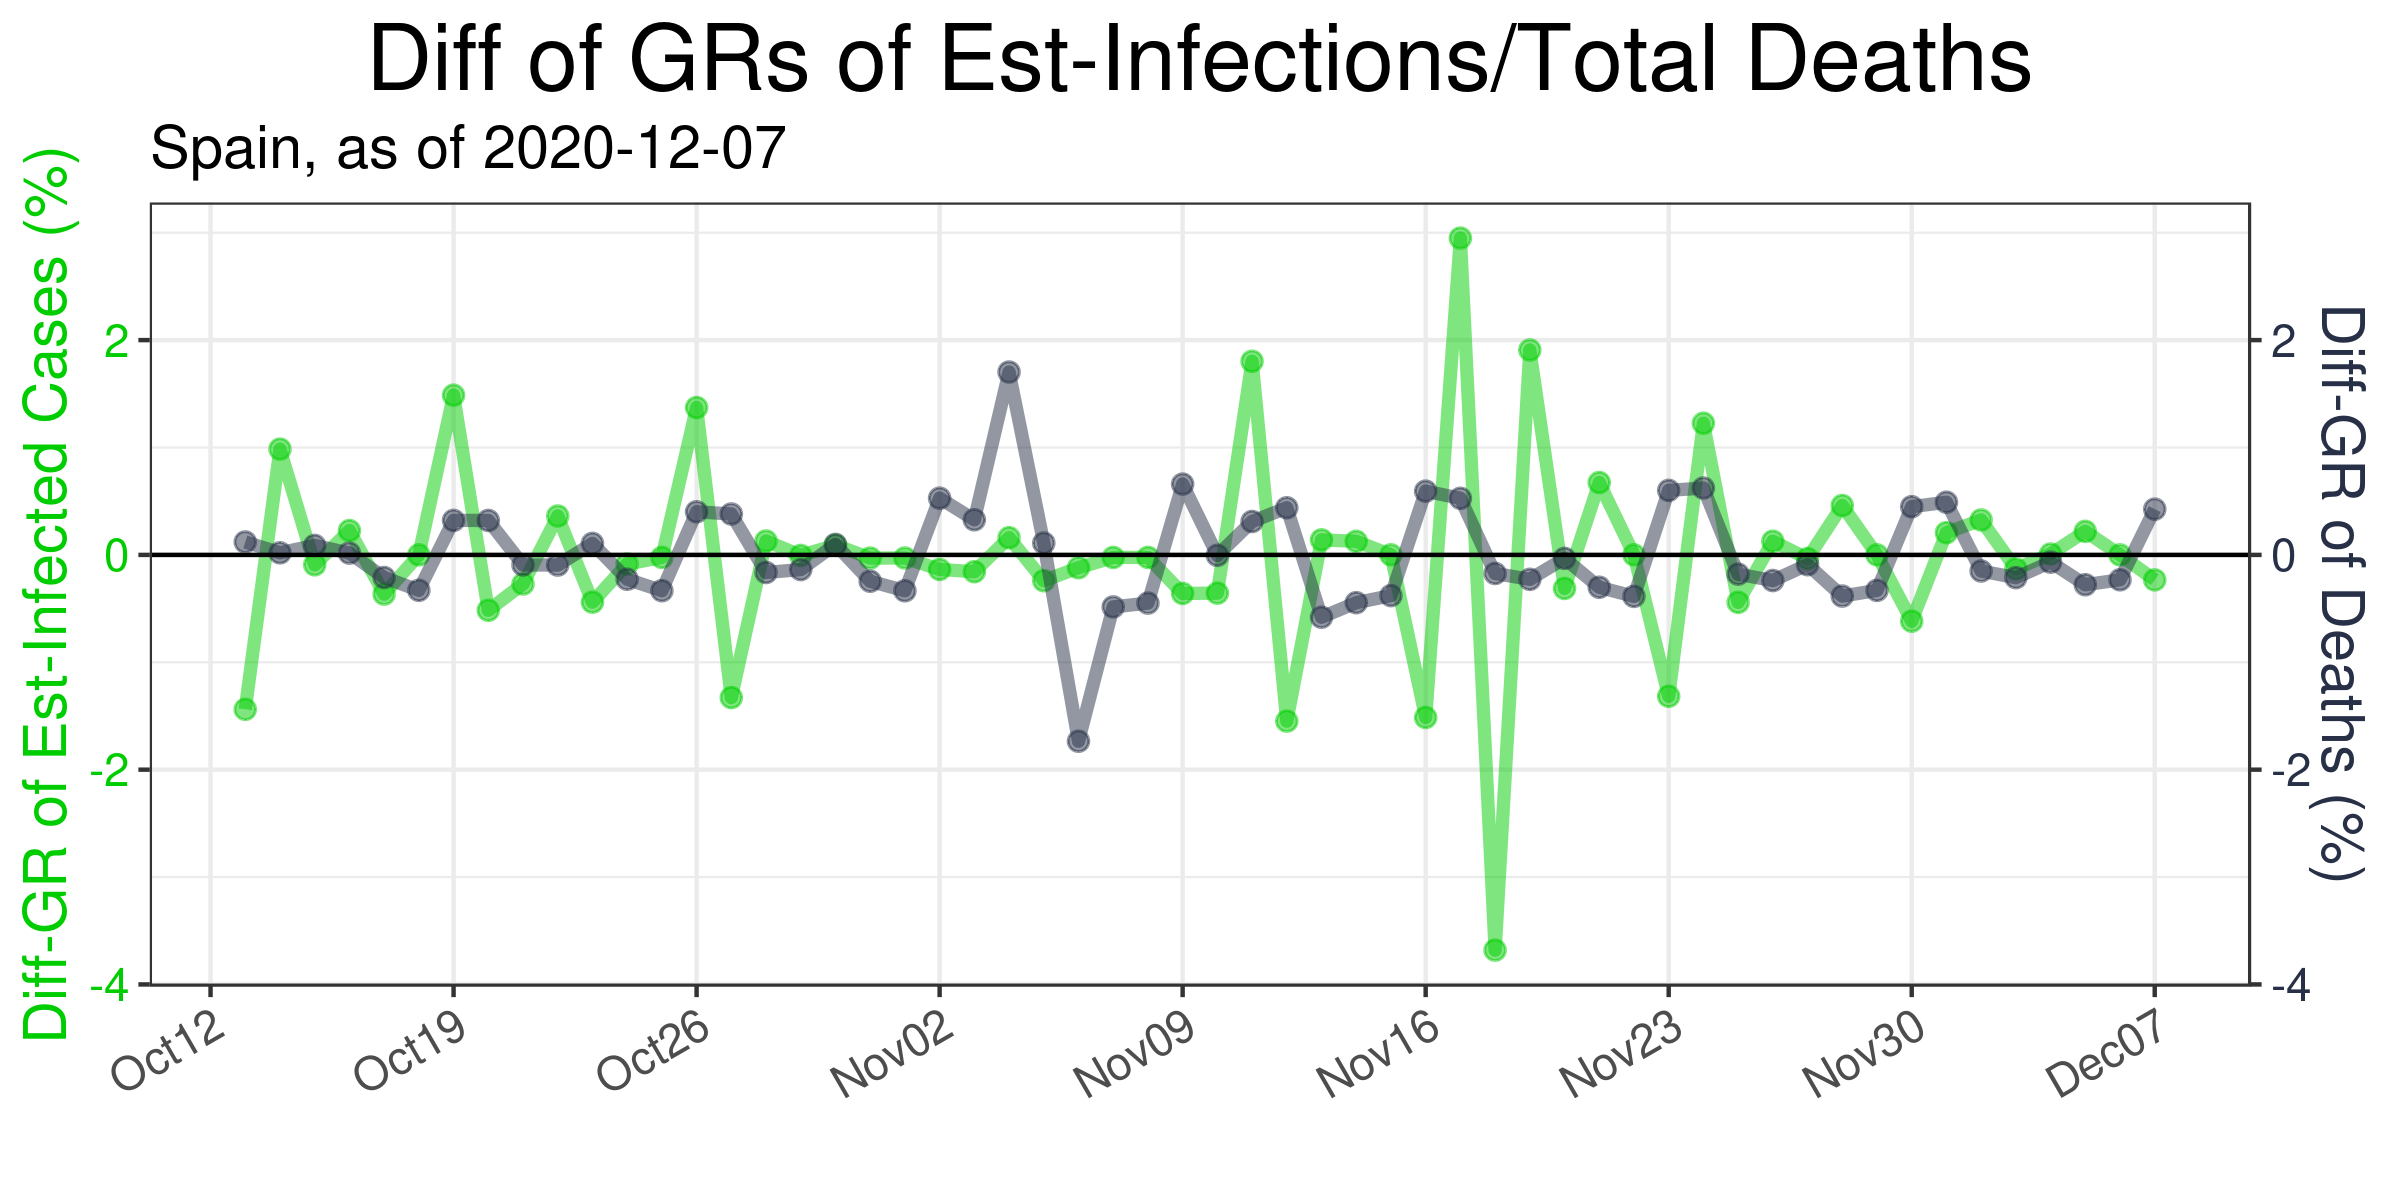 Diff of GRs of Est-Infections/Total Deaths
Spain, as of 2020-12-07
Diff-GR of Est-Infected Cases (%)
2
0
-2
-4
2
0
-2
-4
Diff-GR of Deaths (%)
Oct12
Oct19
Oct26
Nov02
Nov09
Nov16
Nov23
Nov30
Dec07